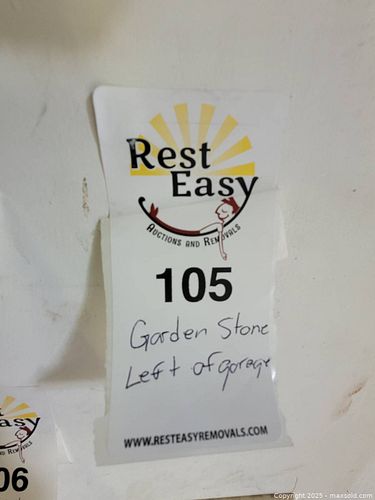 Rest
Easy
AUCTIONS AND REMOVALS
105
Garden Stone
Left of garage
WWW.RESTEASYREMOVALS.COM
Easy
06
Copyright 2025 - maxsold.com